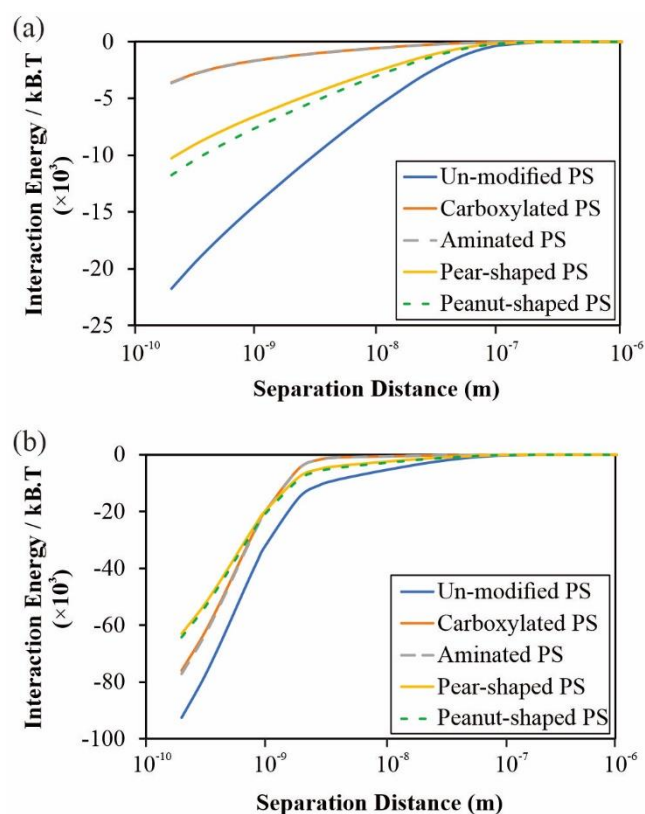 (a)
Interaction Energy / kB.T
(×10³)
0
-5
-10
-15
-20
-25
Un-modified PS
Carboxylated PS
Aminated PS
Pear-shaped PS
Peanut-shaped PS
10⁻¹⁰
10⁻⁹
10⁻⁸
10⁻⁷
10⁻⁶
Separation Distance (m)
(b)
Interaction Energy / kB.T
(×10³)
0
-20
-40
-60
-80
-100
Un-modified PS
Carboxylated PS
Aminated PS
Pear-shaped PS
Peanut-shaped PS
10⁻¹⁰
10⁻⁹
10⁻⁸
10⁻⁷
10⁻⁶
Separation Distance (m)